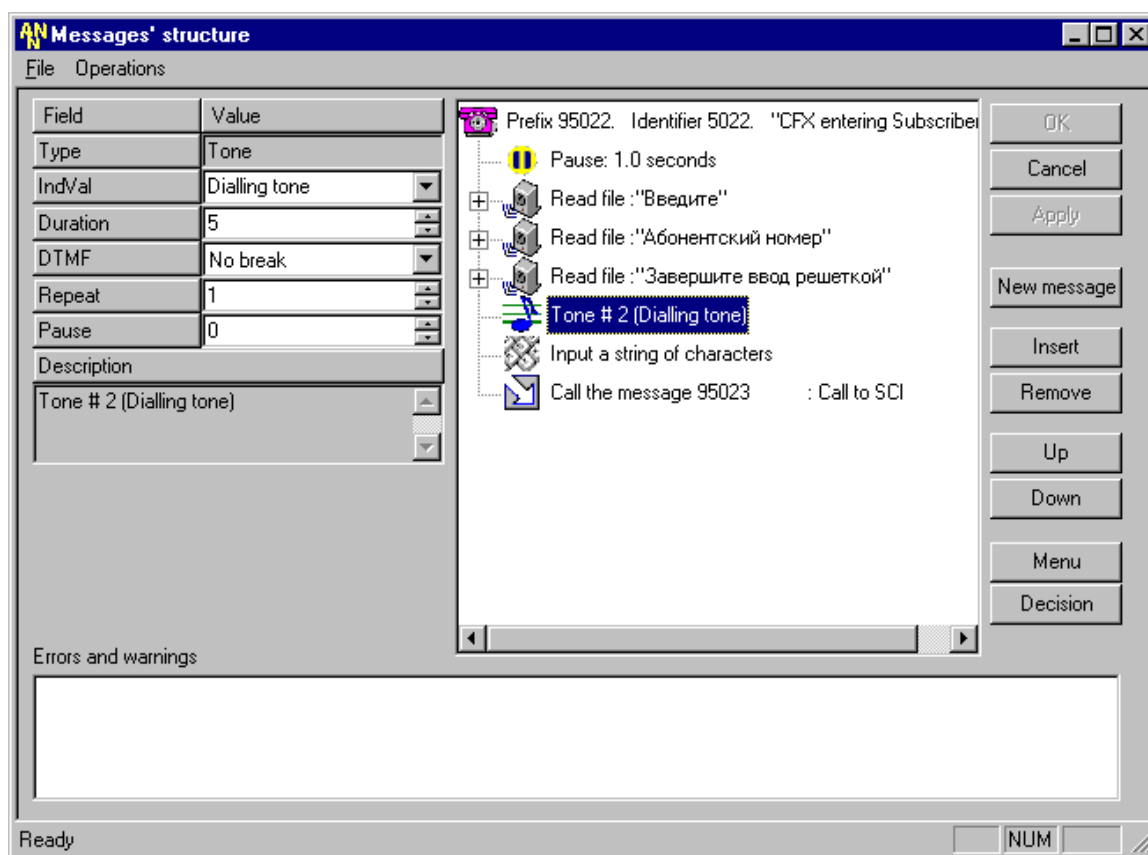 Messages' structure
File Operations
Field Value
Type Tone
IndVal Dialling tone
Duration 5
DTMF No break
Repeat 1
Pause 0
Description
Tone # 2 (Dialling tone)
Prefix 95022. Identifier 5022. "CFX entering Subscriber
Pause: 1.0 seconds
Read file :"Введите"
Read file :"Абонентский номер"
Read file :"Завершите ввод решеткой"
Tone # 2 (Dialling tone)
Input a string of characters
Call the message 95023 : Call to SCI
OK
Cancel
Apply
New message
Insert
Remove
Up
Down
Menu
Decision
Errors and warnings
Ready NUM